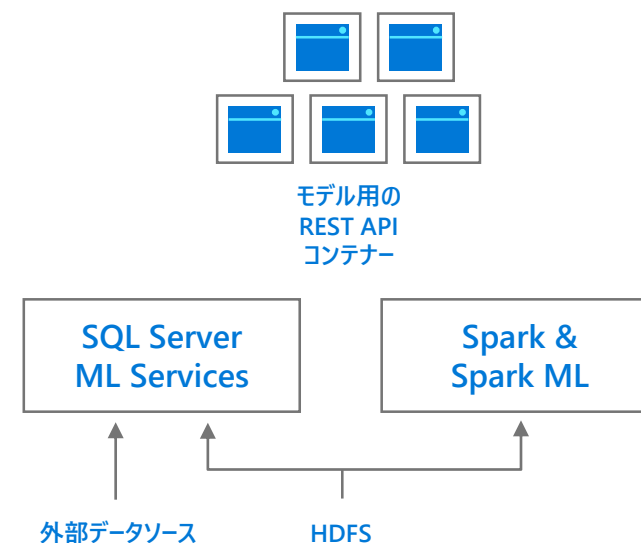 モデル用の
REST API
コンテナー
SQL Server
ML Services
Spark &
Spark ML
外部データソース
HDFS